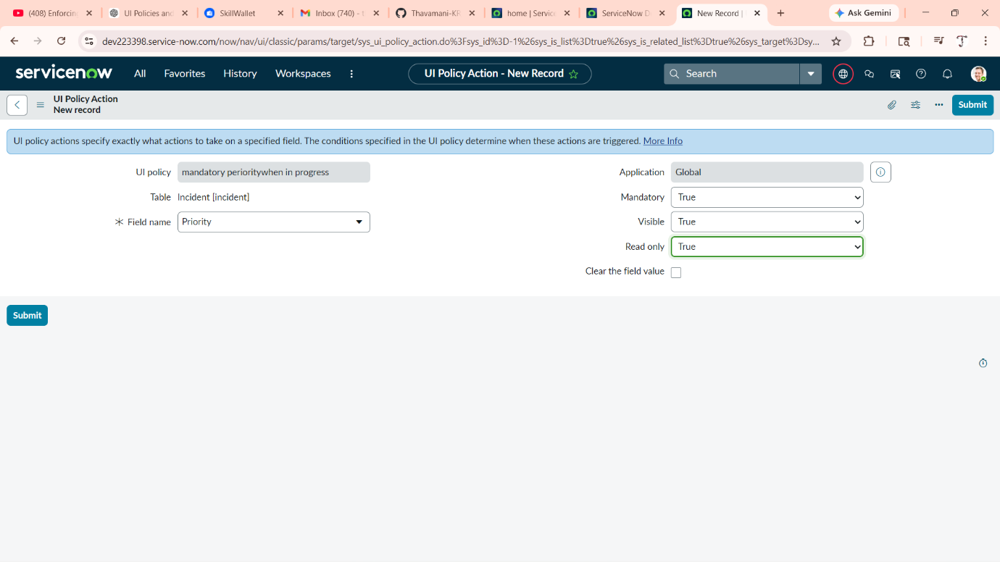 (408) Enforcin
UI Policies and
SkillWallet
Inbox (740) - t
Thavamani-KR
home | Service
ServiceNow D
New Record |
Ask Gemini
dev223398.service-now.com/now/nav/ui/classic/params/target/sys_ui_policy_action.do%3Fsys_id%3D-1%26sys_is_list%3Dtrue%26sys_is_related_list%3Dtrue%26sys_target%3Dsy...
servicenow
All
Favorites
History
Workspaces
UI Policy Action - New Record
Search
UI Policy Action
New record
Submit
UI policy actions specify exactly what actions to take on a specified field. The conditions specified in the UI policy determine when these actions are triggered. More Info
UI policy mandatory perioritywhen in progress
Application Global
Table Incident [incident]
Mandatory True
Field name Priority
Visible True
Read only True
Clear the field value
Submit